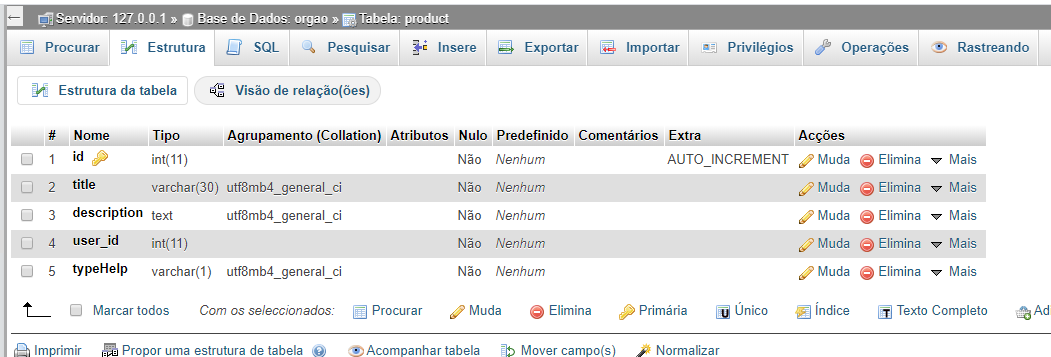 Servidor: 127.0.0.1 » Base de Dados: orgao » Tabela: product
Procurar Estrutura SQL Pesquisar Insere Exportar Importar Privilégios Operações Rastreando
Estrutura da tabela Visão de relação(ões)
# Nome Tipo Agrupamento (Collation) Atributos Nulo Predefinido Comentários Extra Acções
1 id int(11) Não Nenhum AUTO_INCREMENT Muda Elimina Mais
2 title varchar(30) utf8mb4_general_ci Não Nenhum Muda Elimina Mais
3 description text utf8mb4_general_ci Não Nenhum Muda Elimina Mais
4 user_id int(11) Não Nenhum Muda Elimina Mais
5 typeHelp varchar(1) utf8mb4_general_ci Não Nenhum Muda Elimina Mais
Marcar todos Com os seleccionados: Procurar Muda Elimina Primária Único Índice Texto Completo Ad
Imprimir Propor uma estrutura de tabela Acompanhar tabela Mover campo(s) Normalizar